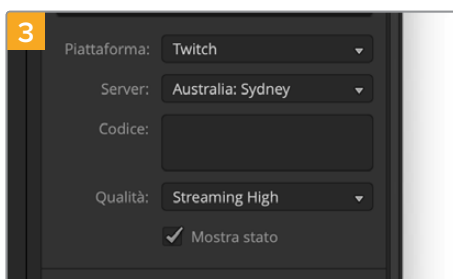 3
Piattaforma: Twitch
Server: Australia: Sydney
Codice:
Qualità: Streaming High
Mostra stato